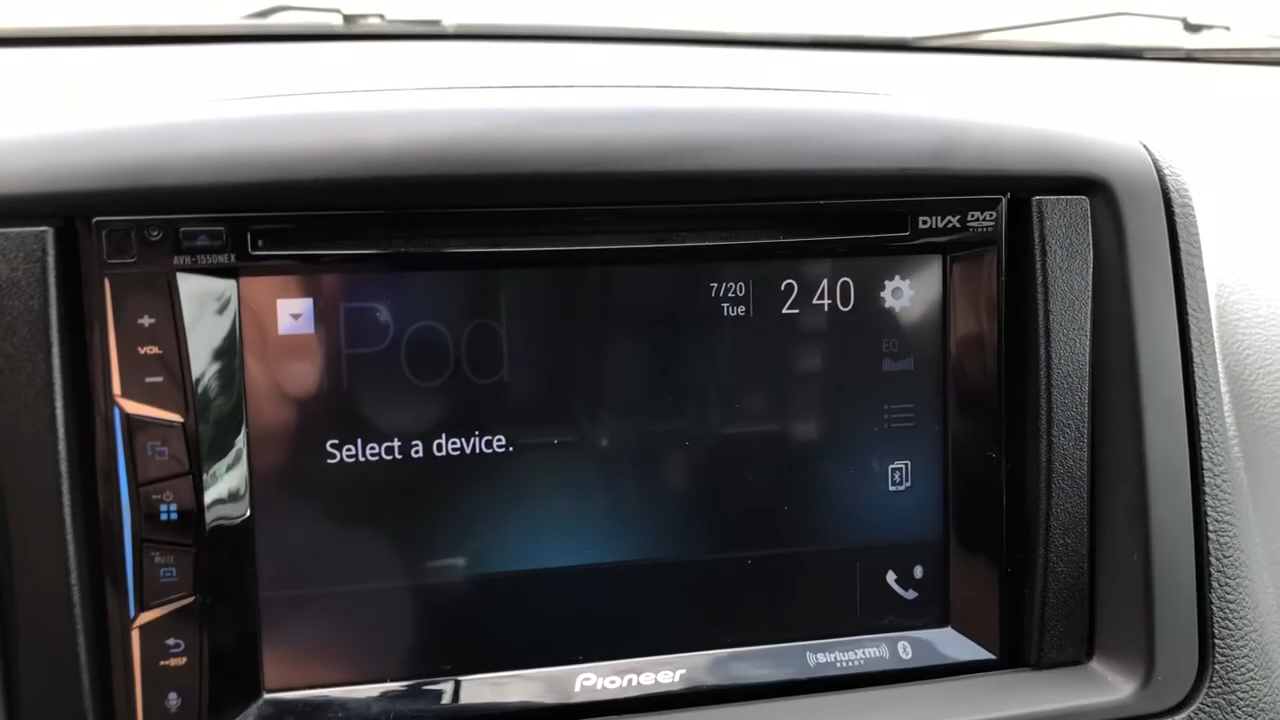 DIVX DVD
VIDEO
AVH-1550NEX
iPod
7/20
Tue
2 40
VOL
EQ
Select a device.
MUTE
DISP
SiriusXM
READY
Pioneer